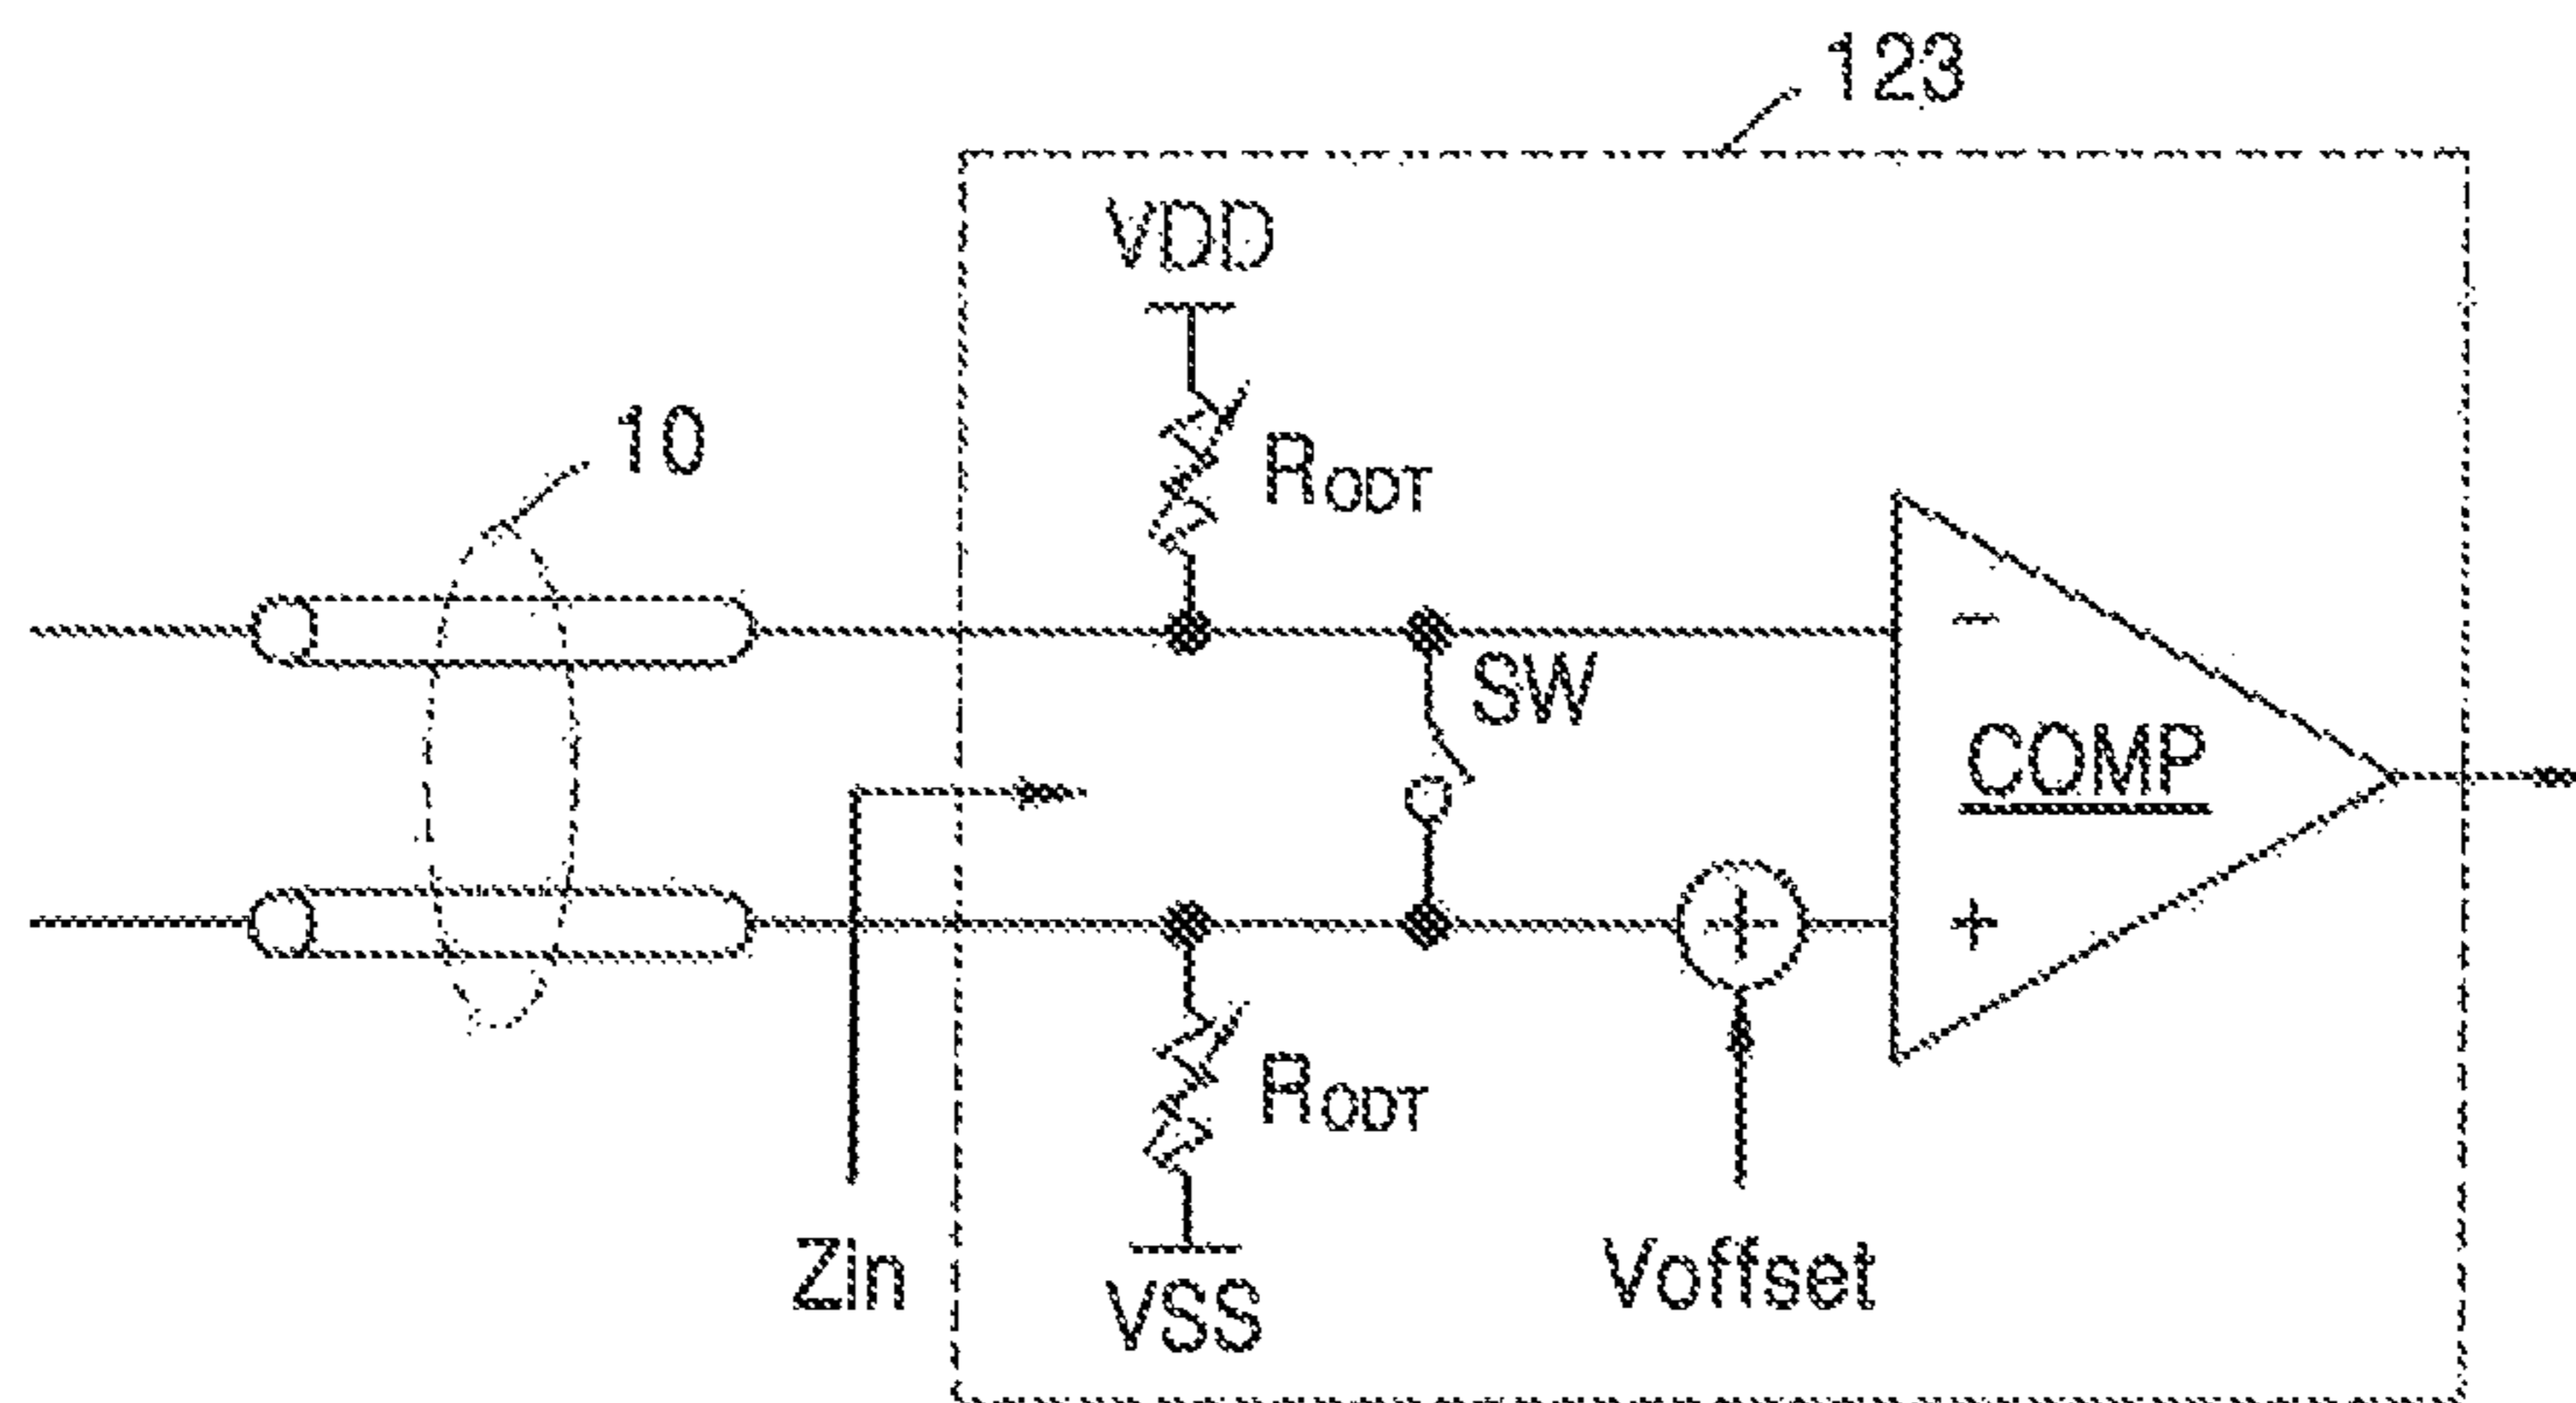 123
VDD
10
RODT
SW
-
COMP
+
RODT
Zin
Voffset
VSS